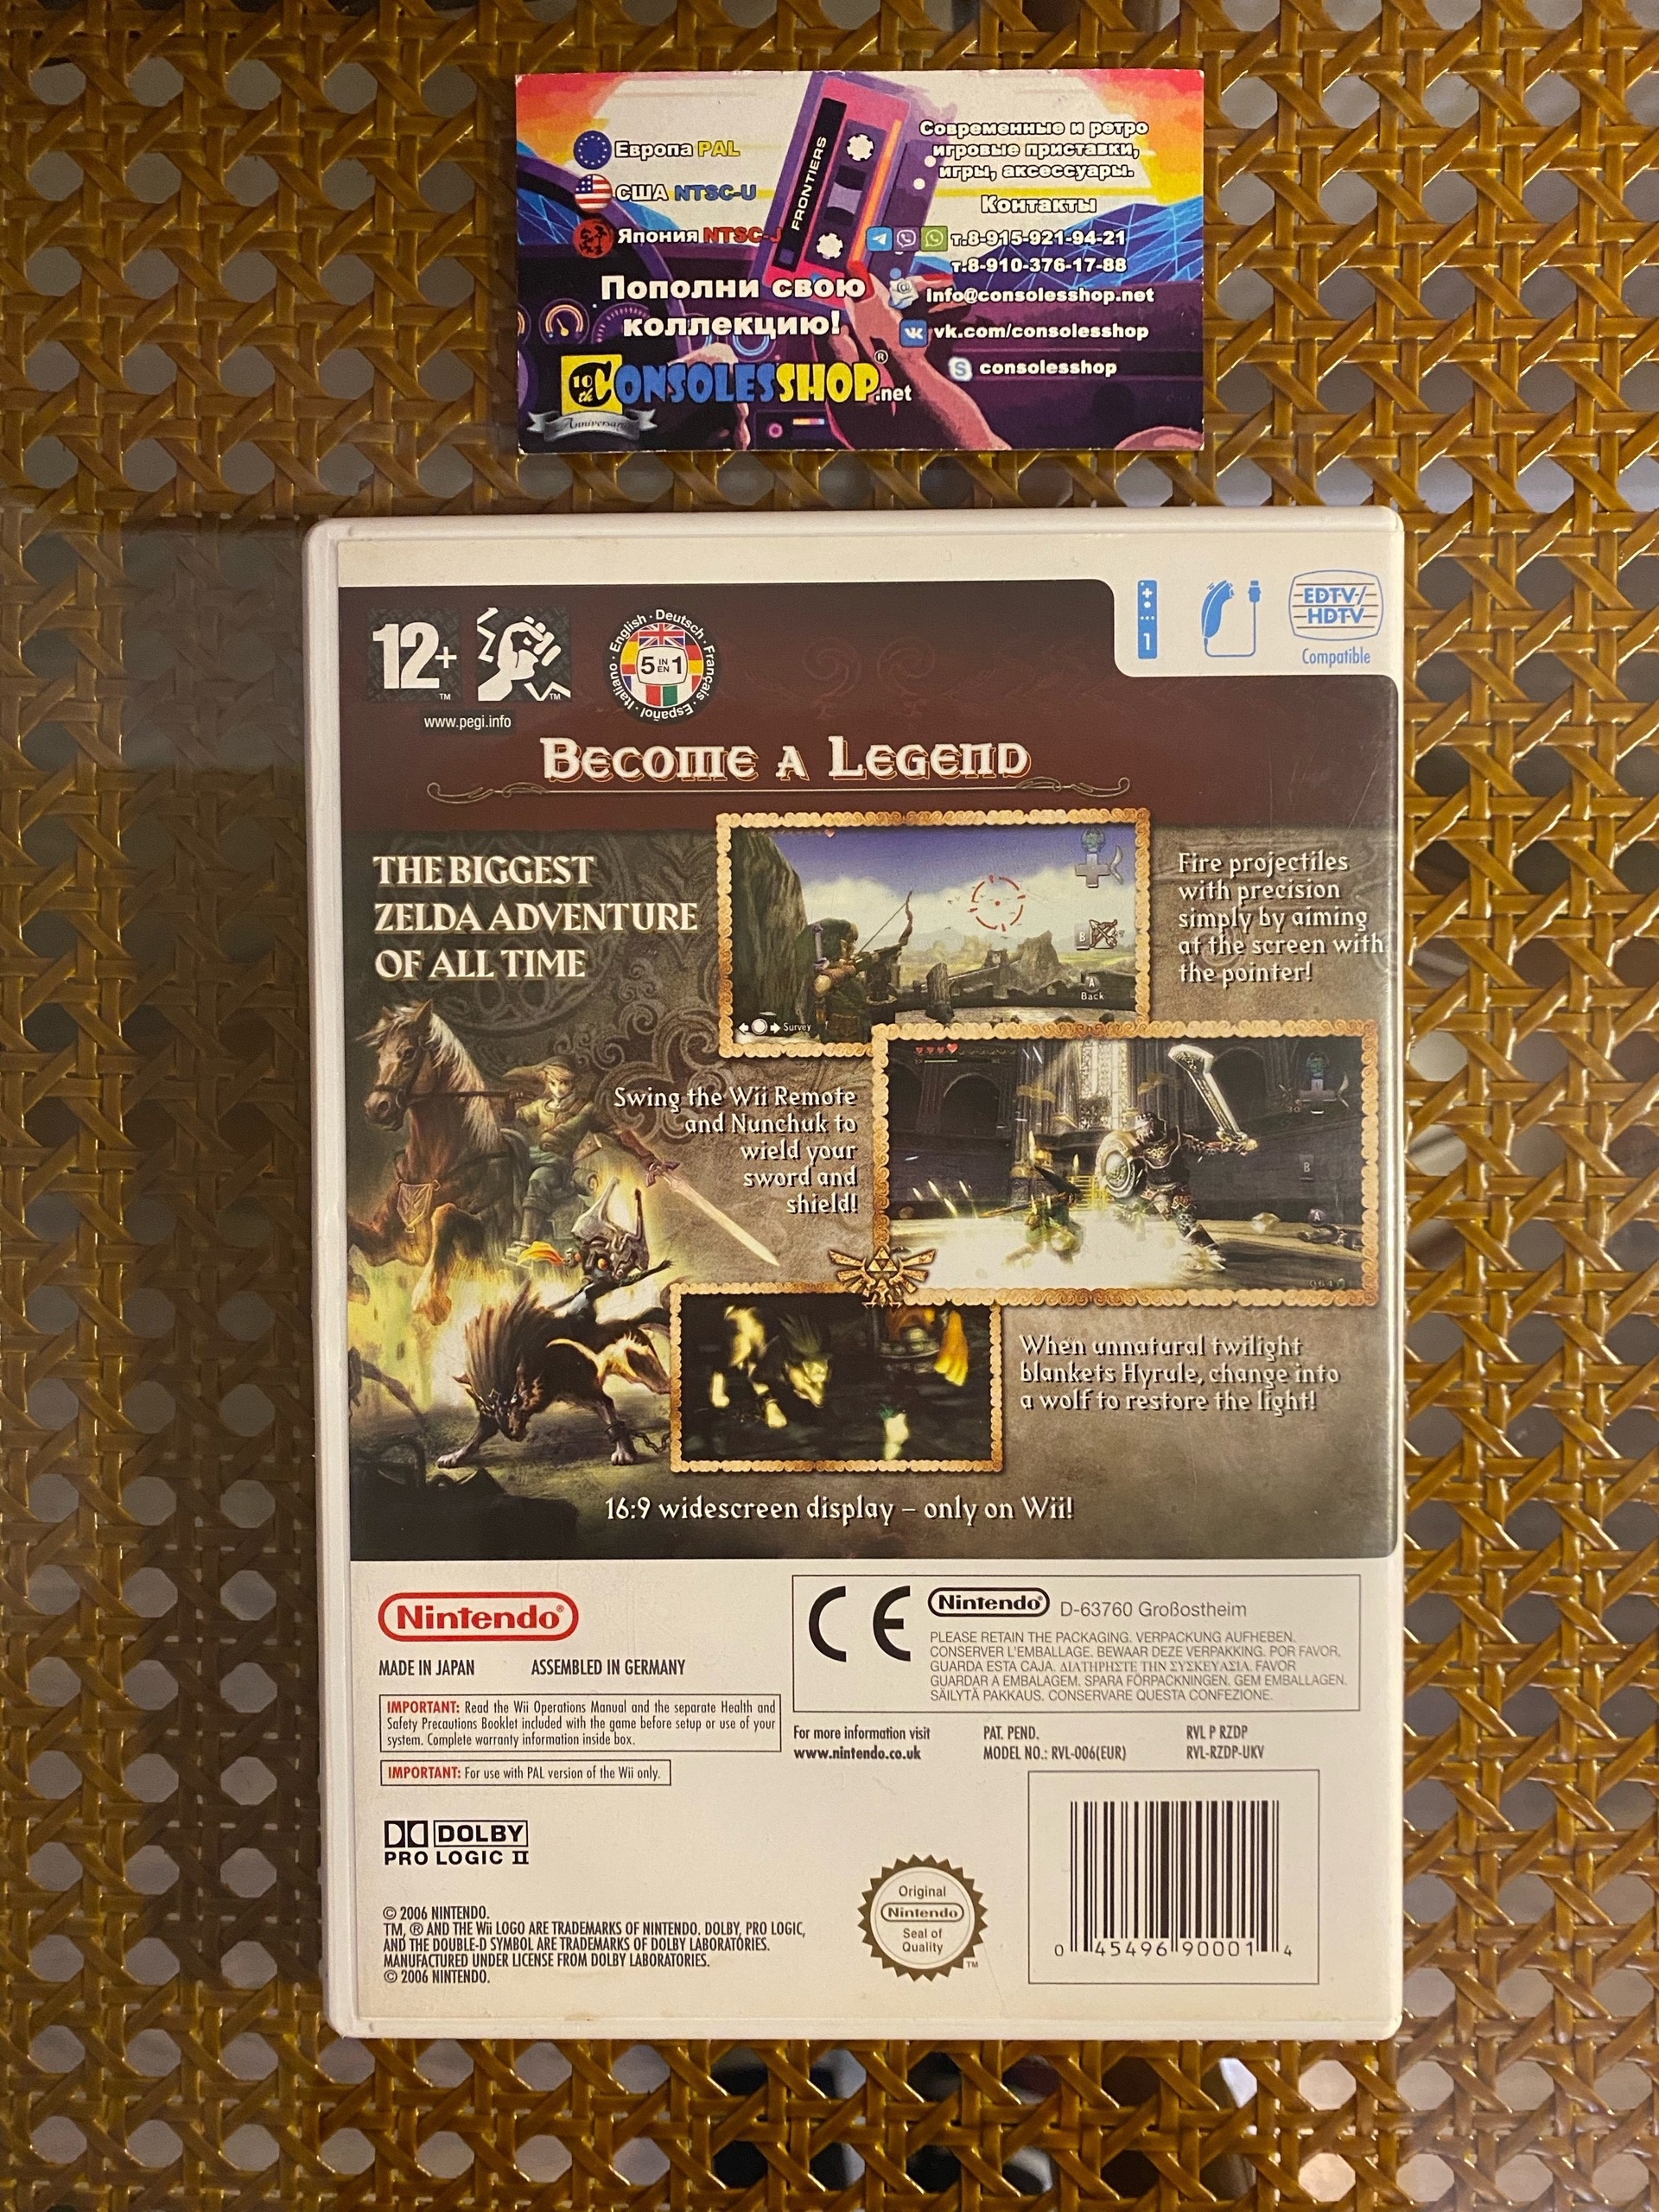 Европа PAL
США NTSC-U
Япония NTSC-J
FRONTIERS
Пополни свою
коллекцию!
10th
Anniversary
CONSOLESSHOP.net ®
Современные и ретро
игровые приставки,
игры, аксессуары.
Контакты
т.8-915-921-94-21
т.8-910-376-17-88
info@consolesshop.net
vk.com/consolesshop
consolesshop
12+ ™
™
www.pegi.info
English · Deutsch · Français · Español · Italiano ·
5 IN EN 1
1
EDTV/
HDTV
Compatible
BECOME A LEGEND
THE BIGGEST
ZELDA ADVENTURE
OF ALL TIME
B
A
Back
Survey
Fire projectiles
with precision
simply by aiming
at the screen with
the pointer!
Swing the Wii Remote
and Nunchuk to
wield your
sword and
shield!
30
B
A
When unnatural twilight
blankets Hyrule, change into
a wolf to restore the light!
16:9 widescreen display – only on Wii!
Nintendo®
MADE IN JAPAN ASSEMBLED IN GERMANY
IMPORTANT: Read the Wii Operations Manual and the separate Health and
Safety Precautions Booklet included with the game before setup or use of your
system. Complete warranty information inside box.
IMPORTANT: For use with PAL version of the Wii only.
CE
Nintendo® D-63760 Großostheim
PLEASE RETAIN THE PACKAGING. VERPACKUNG AUFHEBEN.
CONSERVER L'EMBALLAGE. BEWAAR DEZE VERPAKKING. POR FAVOR,
GUARDA ESTA CAJA. ΔΙΑΤΗΡΗΣΤΕ ΤΗΝ ΣΥΣΚΕΥΑΣΙΑ. FAVOR
GUARDAR A EMBALAGEM. SPARA FÖRPACKNINGEN. GEM EMBALLAGEN.
SÄILYTÄ PAKKAUS. CONSERVARE QUESTA CONFEZIONE.
For more information visit
www.nintendo.co.uk
PAT. PEND.
MODEL NO.: RVL-006(EUR)
RVL P RZDP
RVL-RZDP-UKV
DOLBY
PRO LOGIC II
© 2006 NINTENDO.
TM, ® AND THE Wii LOGO ARE TRADEMARKS OF NINTENDO. DOLBY, PRO LOGIC,
AND THE DOUBLE-D SYMBOL ARE TRADEMARKS OF DOLBY LABORATORIES.
MANUFACTURED UNDER LICENSE FROM DOLBY LABORATORIES.
© 2006 NINTENDO.
Original
Nintendo
Seal of
Quality
TM
0 45496 90001 4